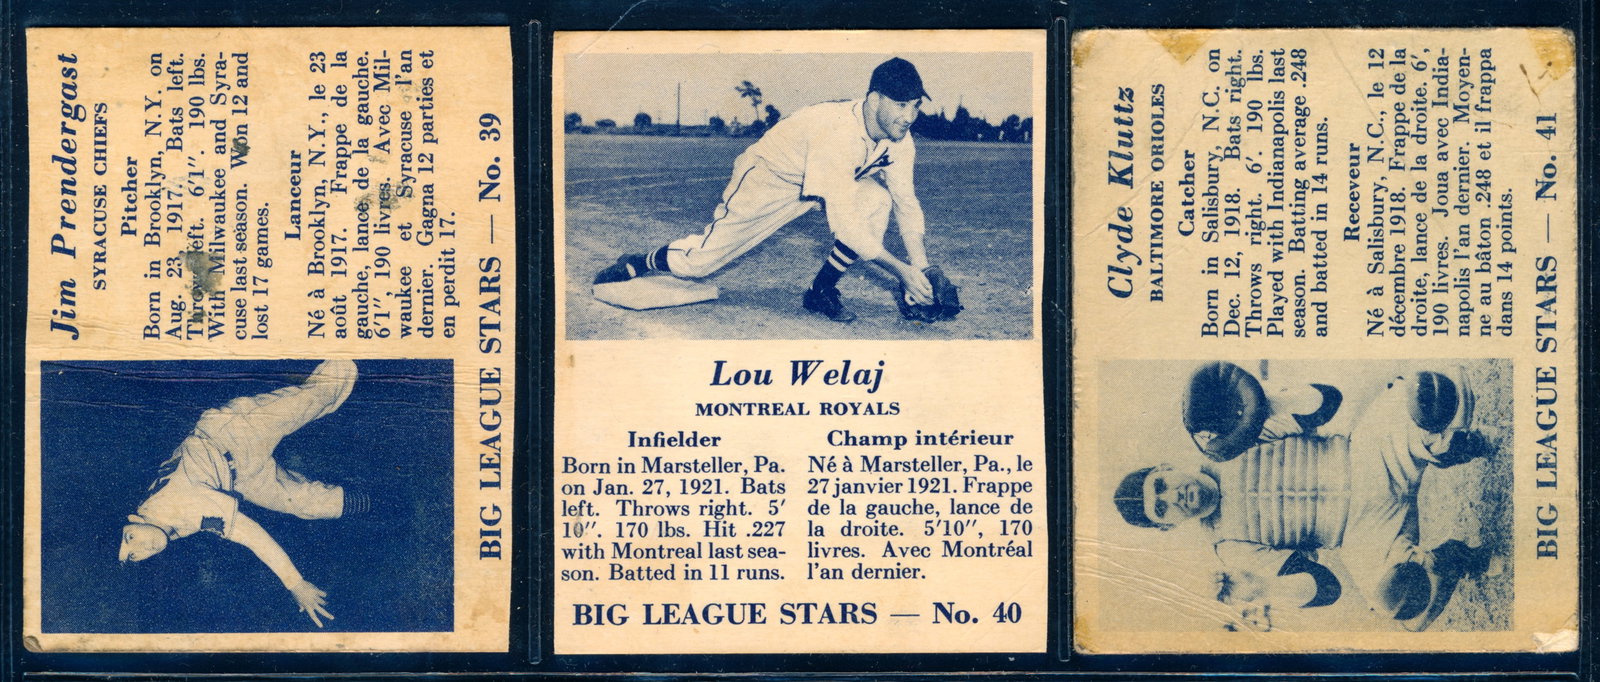 Jim Prendergast
SYRACUSE CHIEFS
Pitcher
Born in Brooklyn, N.Y. on
Aug. 23, 1917. Bats left.
Throws left. 6'1". 190 lbs.
With Milwaukee and Syra-
cuse last season. Won 12 and
lost 17 games.
Lanceur
Né à Brooklyn, N.Y., le 23
août 1917. Frappe de la
gauche, lance de la gauche.
6'1", 190 livres. Avec Mil-
waukee et Syracuse l'an
dernier. Gagna 12 parties et
en perdit 17.
BIG LEAGUE STARS — No. 39
Lou Welaj
MONTREAL ROYALS
Infielder
Born in Marsteller, Pa.
on Jan. 27, 1921. Bats
left. Throws right. 5'
10". 170 lbs. Hit .227
with Montreal last sea-
son. Batted in 11 runs.
Champ intérieur
Né à Marsteller, Pa., le
27 janvier 1921. Frappe
de la gauche, lance de
la droite. 5'10", 170
livres. Avec Montréal
l'an dernier.
BIG LEAGUE STARS — No. 40
Clyde Kluttz
BALTIMORE ORIOLES
Catcher
Born in Salisbury, N.C. on
Dec. 12, 1918. Bats right.
Throws right. 6'. 190 lbs.
Played with Indianapolis last
season. Batting average .248
and batted in 14 runs.
Receveur
Né à Salisbury, N.C., le 12
décembre 1918. Frappe de la
droite, lance de la droite. 6',
190 livres. Joua avec India-
napolis l'an dernier. Moyen-
ne au bâton .248 et il frappa
dans 14 points.
BIG LEAGUE STARS — No. 41